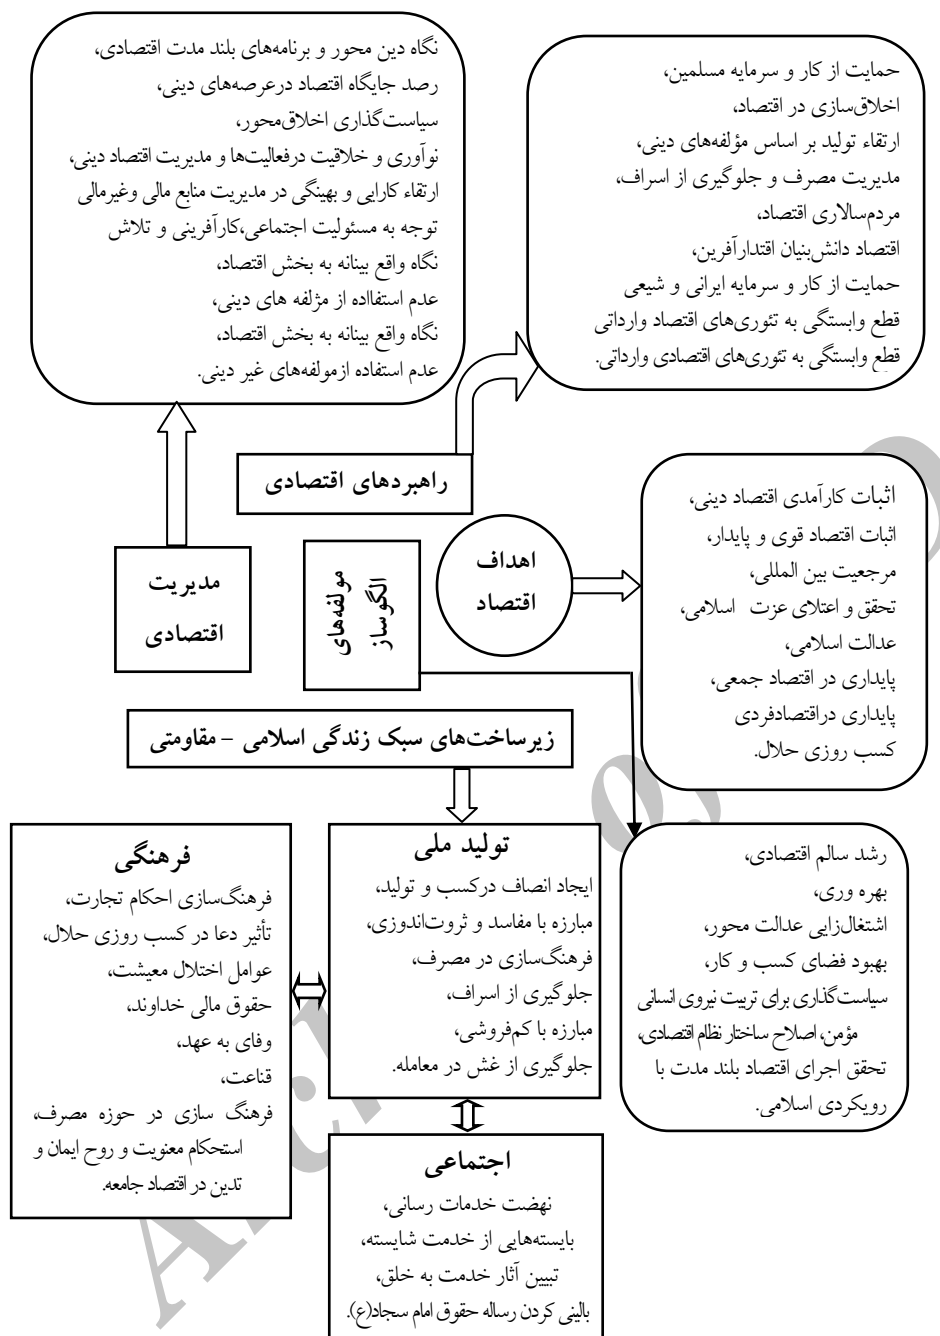 حمایت از کار و سرمایه مسلمین،
اخلاق‌سازی در اقتصاد،
ارتقاء تولید بر اساس مؤلفه‌های دینی،
مدیریت مصرف و جلوگیری از اسراف،
مردم‌سالاری اقتصاد،
اقتصاد دانش‌بنیان اقتدارآفرین،
حمایت از کار و سرمایه ایرانی و شیعی
قطع وابستگی به تئوری‌های اقتصاد وارداتی
قطع وابستگی به تئوری‌های اقتصادی وارداتی.
نگاه دین محور و برنامه‌های بلند مدت اقتصادی،
رصد جایگاه اقتصاد درعرصه‌های دینی،
سیاست‌گذاری اخلاق‌محور،
نوآوری و خلاقیت درفعالیت‌ها و مدیریت اقتصاد دینی،
ارتقاء کارایی و بهینگی در مدیریت منابع مالی وغیرمالی
توجه به مسئولیت اجتماعی،کارآفرینی و تلاش
نگاه واقع بینانه به بخش اقتصاد،
عدم استفااده از مژلفه های دینی،
نگاه واقع بینانه به بخش اقتصاد،
عدم استفاده ازمولفه‌های غیر دینی.
راهبردهای اقتصادی
اثبات کارآمدی اقتصاد دینی،
اثبات اقتصاد قوی و پایدار،
مرجعیت بین المللی،
تحقق و اعتلای عزت اسلامی،
عدالت اسلامی،
پایداری در اقتصاد جمعی،
پایداری دراقتصادفردی
کسب روزی حلال.
اهداف
اقتصاد
مولفه‌های
الگوساز
مدیریت
اقتصادی
زیرساخت‌های سبک زندگی اسلامی – مقاومتی
رشد سالم اقتصادی،
بهره وری،
اشتغال‌زایی عدالت محور،
بهبود فضای کسب و کار،
سیاست‌گذاری برای تربیت نیروی انسانی
مؤمن، اصلاح ساختار نظام اقتصادی،
تحقق اجرای اقتصاد بلند مدت با
رویکردی اسلامی.
تولید ملی
ایجاد انصاف درکسب و تولید،
مبارزه با مفاسد و ثروت‌اندوزی،
فرهنگ‌سازی در مصرف،
جلوگیری از اسراف،
مبارزه با کم‌فروشی،
جلوگیری از غش در معامله.
فرهنگی
فرهنگ‌سازی احکام تجارت،
تأثیر دعا در کسب روزی حلال،
عوامل اختلال معیشت،
حقوق مالی خداوند،
وفای به عهد،
قناعت،
فرهنگ سازی در حوزه مصرف،
استحکام معنویت و روح ایمان و
تدین در اقتصاد جامعه.
اجتماعی
نهضت خدمات رسانی،
بایسته‌هایی از خدمت شایسته،
تبیین آثار خدمت به خلق،
بالینی کردن رساله حقوق امام سجاد(ع).